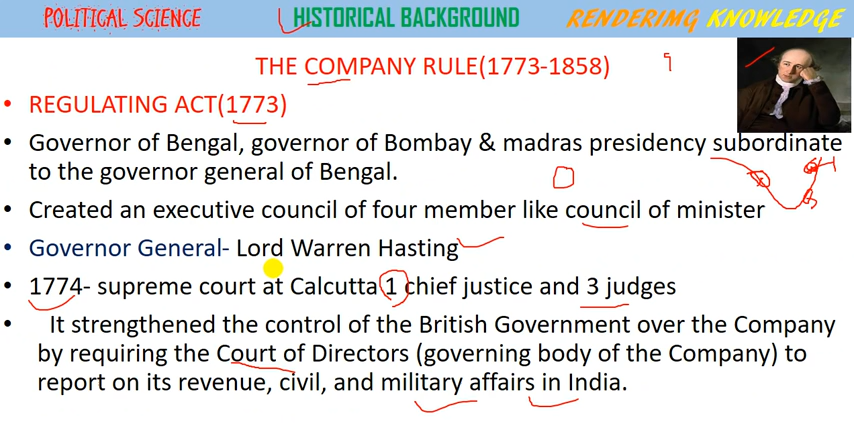 POLITICAL SCIENCE
HISTORICAL BACKGROUND
RENDERIMG KNOWLEDGE
THE COMPANY RULE(1773-1858)
• REGULATING ACT(1773)
• Governor of Bengal, governor of Bombay & madras presidency subordinate
to the governor general of Bengal.
• Created an executive council of four member like council of minister
• Governor General- Lord Warren Hasting
• 1774- supreme court at Calcutta 1 chief justice and 3 judges
• It strengthened the control of the British Government over the Company
by requiring the Court of Directors (governing body of the Company) to
report on its revenue, civil, and military affairs in India.